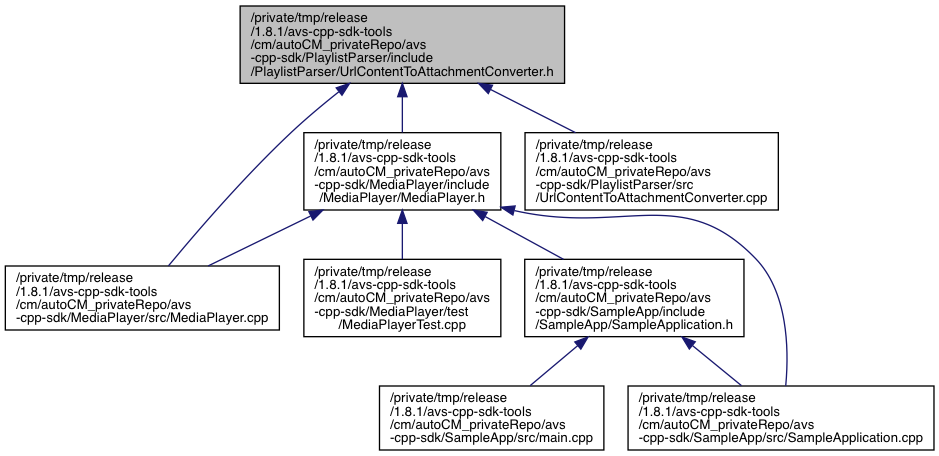 /private/tmp/release
/1.8.1/avs-cpp-sdk-tools
/cm/autoCM_privateRepo/avs
-cpp-sdk/PlaylistParser/include
/PlaylistParser/UrlContentToAttachmentConverter.h
/private/tmp/release
/1.8.1/avs-cpp-sdk-tools
/cm/autoCM_privateRepo/avs
-cpp-sdk/MediaPlayer/include
/MediaPlayer/MediaPlayer.h
/private/tmp/release
/1.8.1/avs-cpp-sdk-tools
/cm/autoCM_privateRepo/avs
-cpp-sdk/PlaylistParser/src
/UrlContentToAttachmentConverter.cpp
/private/tmp/release
/1.8.1/avs-cpp-sdk-tools
/cm/autoCM_privateRepo/avs
-cpp-sdk/MediaPlayer/src/MediaPlayer.cpp
/private/tmp/release
/1.8.1/avs-cpp-sdk-tools
/cm/autoCM_privateRepo/avs
-cpp-sdk/MediaPlayer/test
/MediaPlayerTest.cpp
/private/tmp/release
/1.8.1/avs-cpp-sdk-tools
/cm/autoCM_privateRepo/avs
-cpp-sdk/SampleApp/include
/SampleApp/SampleApplication.h
/private/tmp/release
/1.8.1/avs-cpp-sdk-tools
/cm/autoCM_privateRepo/avs
-cpp-sdk/SampleApp/src/main.cpp
/private/tmp/release
/1.8.1/avs-cpp-sdk-tools
/cm/autoCM_privateRepo/avs
-cpp-sdk/SampleApp/src/SampleApplication.cpp